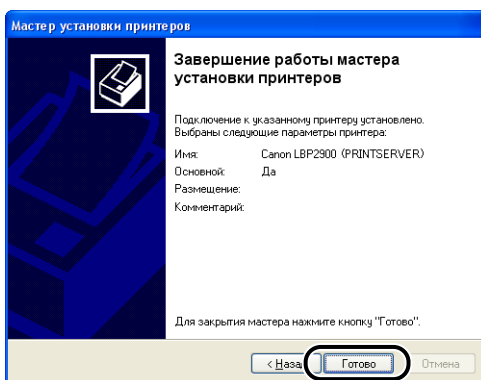 Мастер установки принтеров
Завершение работы мастера
установки принтеров
Подключение к указанному принтеру установлено.
Выбраны следующие параметры принтера:
Имя: Canon LBP2900 (PRINTSERVER)
Основной: Да
Размещение:
Комментарий:
Для закрытия мастера нажмите кнопку "Готово".
< Наза Готово Отмена